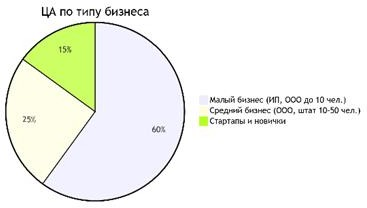 ЦА по типу бизнеса
15%
25%
60%
Малый бизнес (ИП, ООО до 10 чел.)
Средний бизнес (ООО, штат 10-50 чел.)
Стартапы и новички